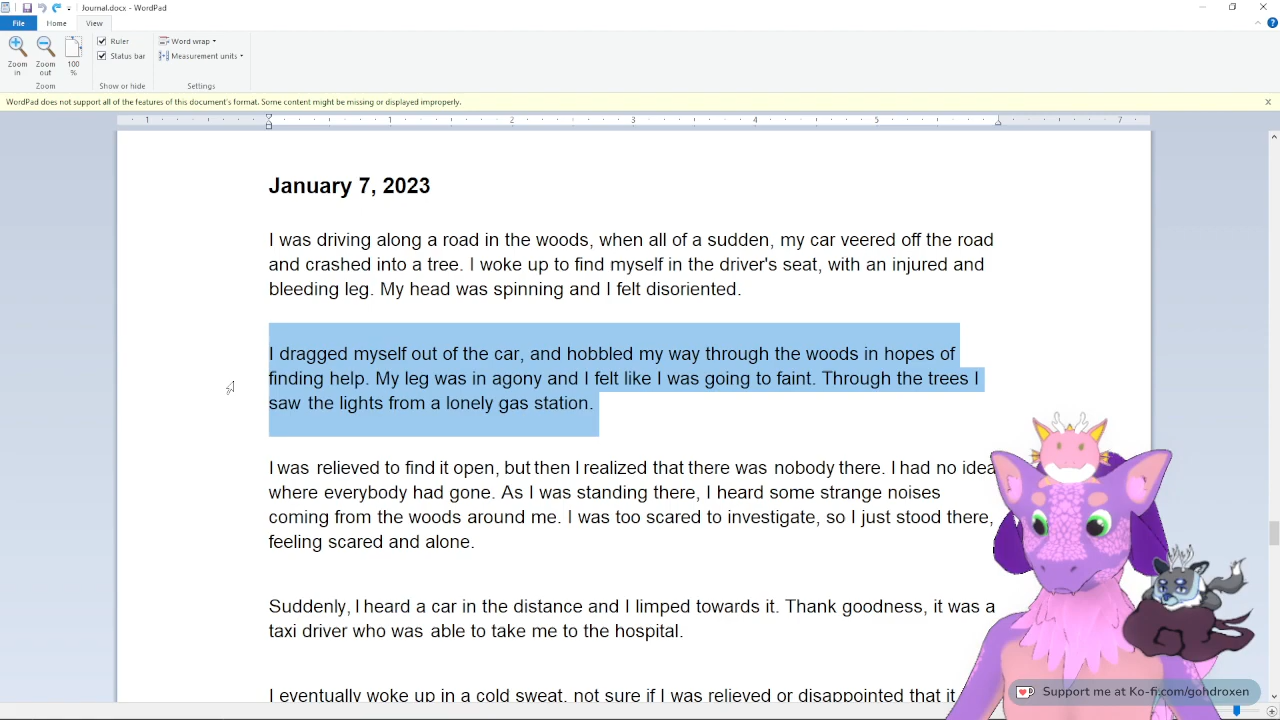 Journal.docx - WordPad
File Home View
Zoom in
Zoom out
100 %
Ruler
Status bar
Word wrap
Measurement units
Zoom
Show or hide
Settings
WordPad does not support all of the features of this document's format. Some content might be missing or displayed improperly.
1 1 2 3 4 5 7
January 7, 2023
I was driving along a road in the woods, when all of a sudden, my car veered off the road
and crashed into a tree. I woke up to find myself in the driver's seat, with an injured and
bleeding leg. My head was spinning and I felt disoriented.
I dragged myself out of the car, and hobbled my way through the woods in hopes of
finding help. My leg was in agony and I felt like I was going to faint. Through the trees I
saw the lights from a lonely gas station.
I was relieved to find it open, but then I realized that there was nobody there. I had no idea
where everybody had gone. As I was standing there, I heard some strange noises
coming from the woods around me. I was too scared to investigate, so I just stood there,
feeling scared and alone.
Suddenly, I heard a car in the distance and I limped towards it. Thank goodness, it was a
taxi driver who was able to take me to the hospital.
I eventually woke up in a cold sweat, not sure if I was relieved or disappointed that it
Support me at Ko-fi.com/gohdroxen